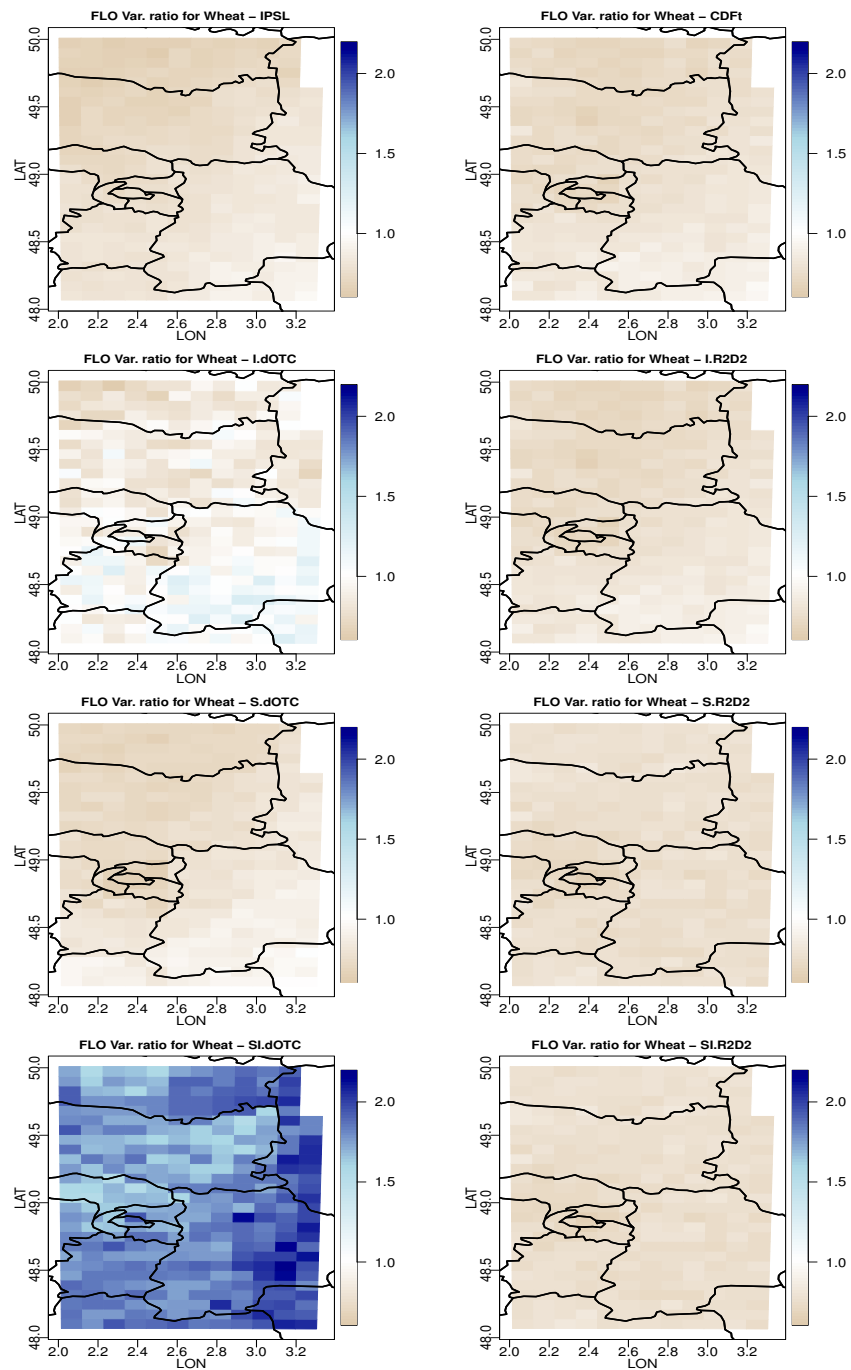 FLO Var. ratio for Wheat − IPSL
50.0
49.5
49.0
48.5
48.0
LAT
2.0 2.2 2.4 2.6 2.8 3.0 3.2
LON
2.0
1.5
1.0
FLO Var. ratio for Wheat − CDFt
50.0
49.5
49.0
48.5
48.0
LAT
2.0 2.2 2.4 2.6 2.8 3.0 3.2
LON
2.0
1.5
1.0
FLO Var. ratio for Wheat − I.dOTC
50.0
49.5
49.0
48.5
48.0
LAT
2.0 2.2 2.4 2.6 2.8 3.0 3.2
LON
2.0
1.5
1.0
FLO Var. ratio for Wheat − I.R2D2
50.0
49.5
49.0
48.5
48.0
LAT
2.0 2.2 2.4 2.6 2.8 3.0 3.2
LON
2.0
1.5
1.0
FLO Var. ratio for Wheat − S.dOTC
50.0
49.5
49.0
48.5
48.0
LAT
2.0 2.2 2.4 2.6 2.8 3.0 3.2
LON
2.0
1.5
1.0
FLO Var. ratio for Wheat − S.R2D2
50.0
49.5
49.0
48.5
48.0
LAT
2.0 2.2 2.4 2.6 2.8 3.0 3.2
LON
2.0
1.5
1.0
FLO Var. ratio for Wheat − SI.dOTC
50.0
49.5
49.0
48.5
48.0
LAT
2.0 2.2 2.4 2.6 2.8 3.0 3.2
LON
2.0
1.5
1.0
FLO Var. ratio for Wheat − SI.R2D2
50.0
49.5
49.0
48.5
48.0
LAT
2.0 2.2 2.4 2.6 2.8 3.0 3.2
LON
2.0
1.5
1.0